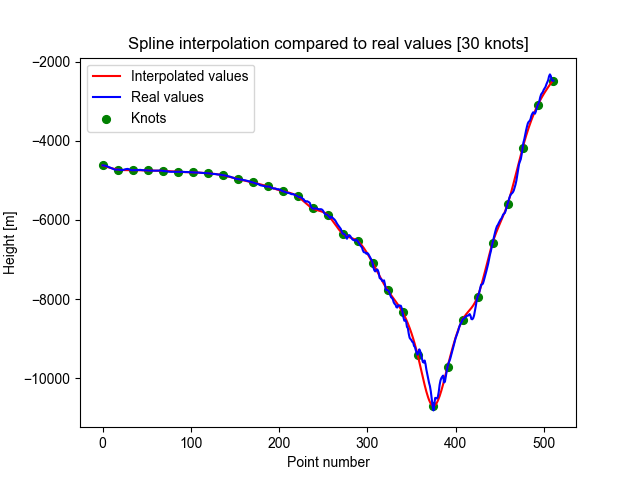 Spline interpolation compared to real values [30 knots]
Interpolated values
Real values
Knots
−2000
−4000
−6000
−8000
−10000
Height [m]
0 100 200 300 400 500
Point number